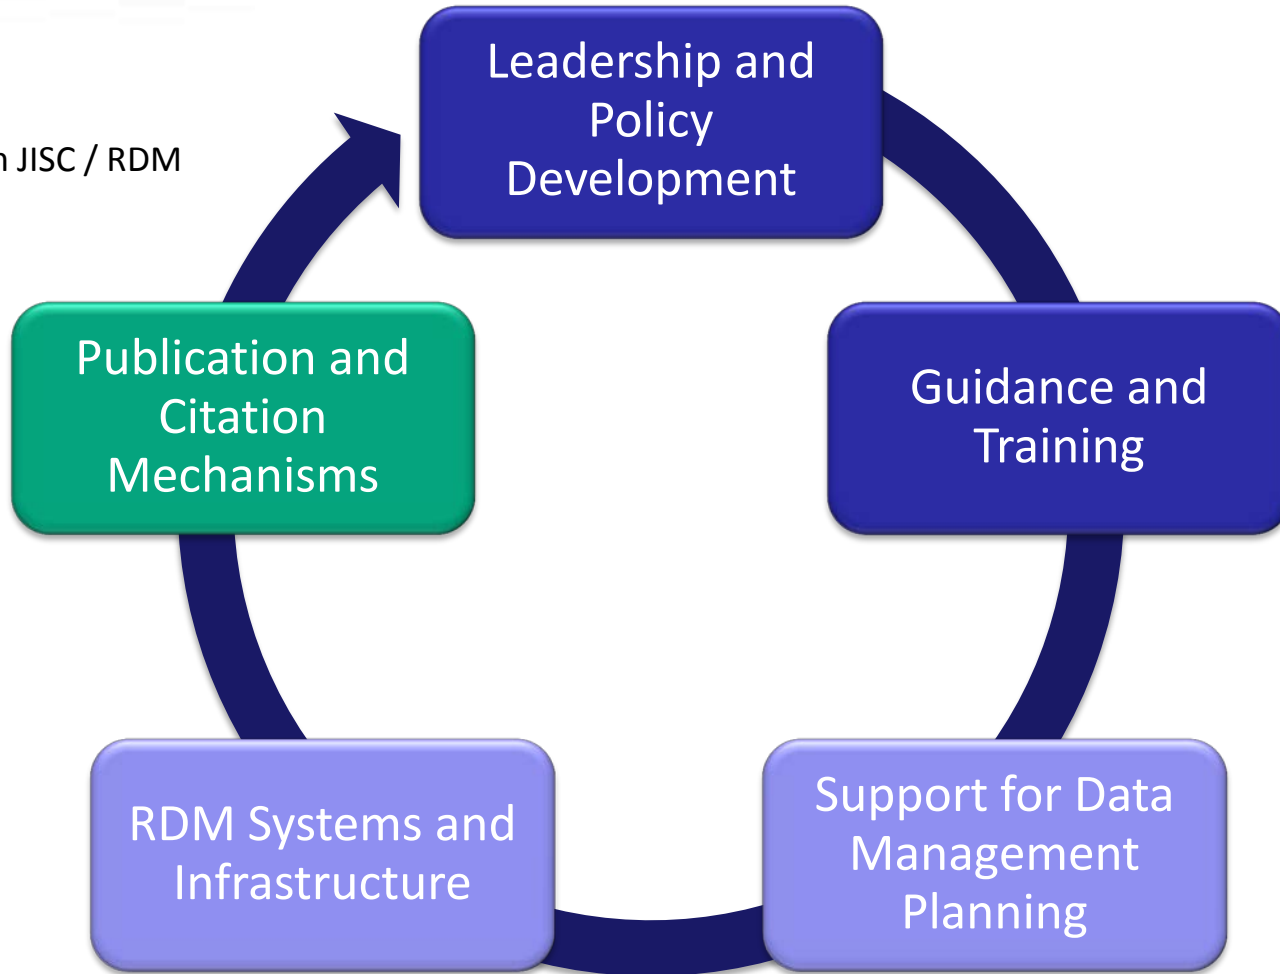 Leadership and
Policy
Development
JISC / RDM
Publication and
Citation
Mechanisms
Guidance and
Training
RDM Systems and
Infrastructure
Support for Data
Management
Planning